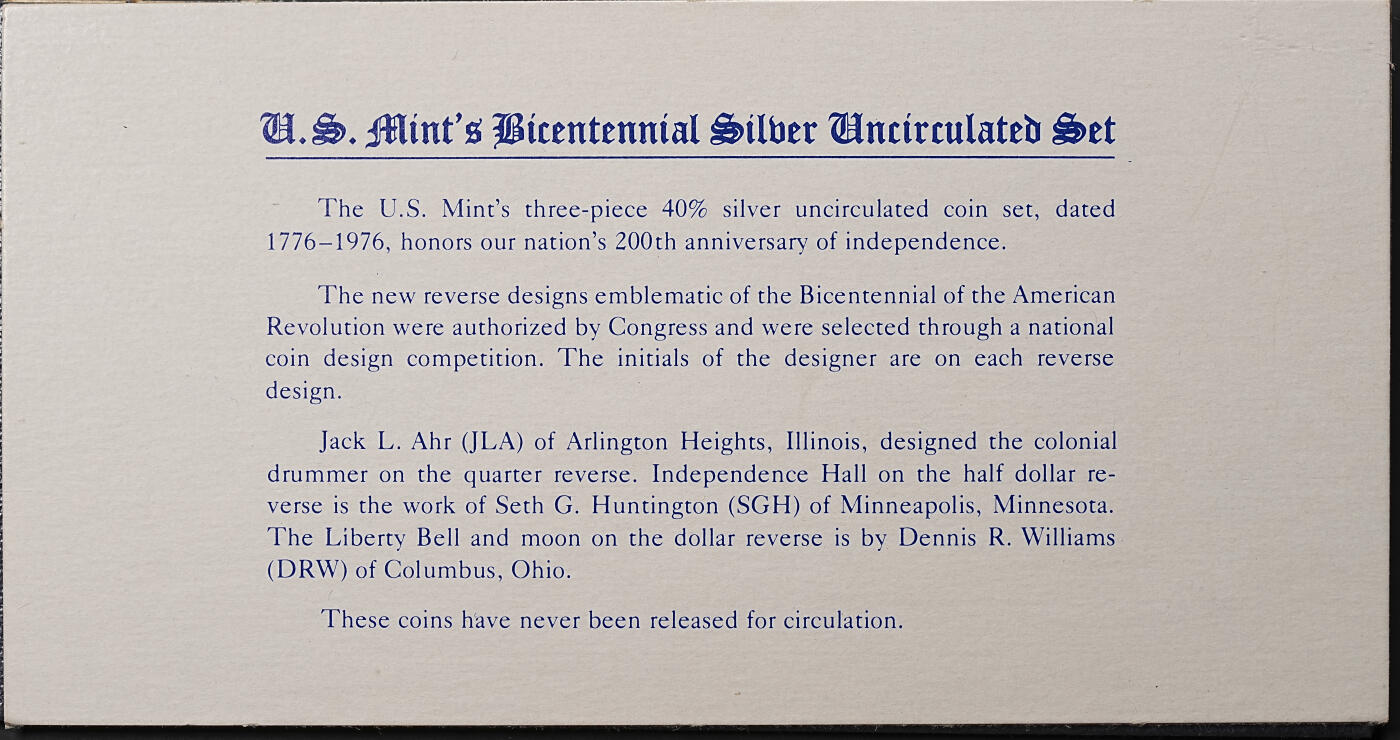 U.S. Mint's Bicentennial Silver Uncirculated Set
The U.S. Mint's three-piece 40% silver uncirculated coin set, dated
1776–1976, honors our nation's 200th anniversary of independence.
The new reverse designs emblematic of the Bicentennial of the American
Revolution were authorized by Congress and were selected through a national
coin design competition. The initials of the designer are on each reverse
design.
Jack L. Ahr (JLA) of Arlington Heights, Illinois, designed the colonial
drummer on the quarter reverse. Independence Hall on the half dollar re-
verse is the work of Seth G. Huntington (SGH) of Minneapolis, Minnesota.
The Liberty Bell and moon on the dollar reverse is by Dennis R. Williams
(DRW) of Columbus, Ohio.
These coins have never been released for circulation.